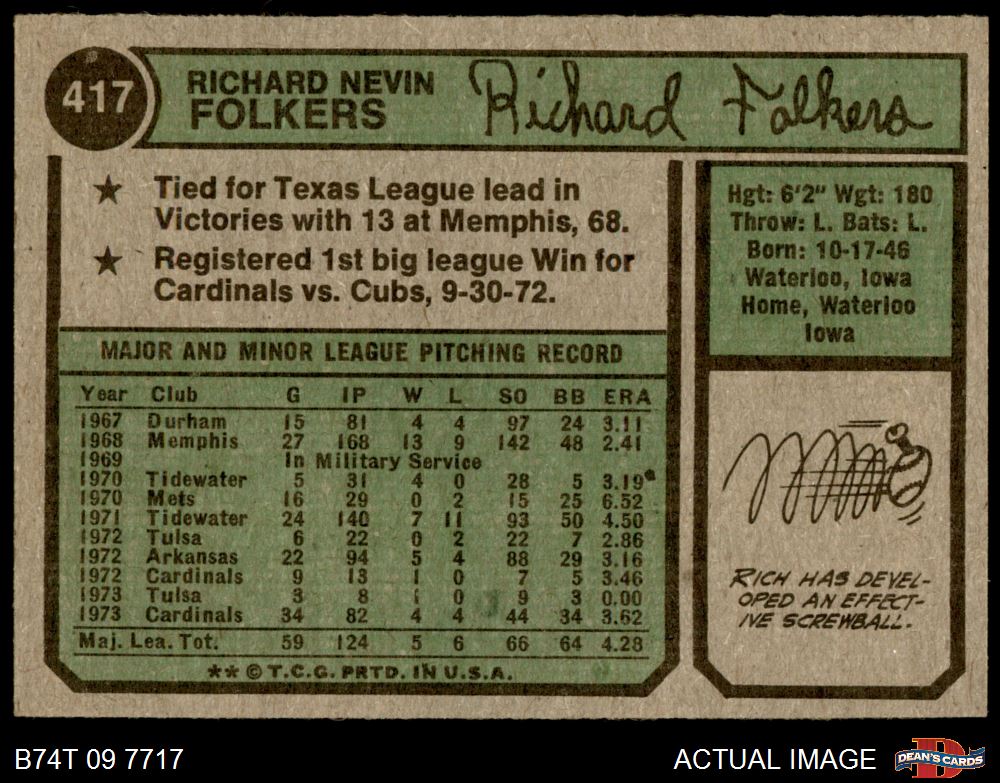 417
RICHARD NEVIN
FOLKERS
Richard Folkers
★ Tied for Texas League lead in
Victories with 13 at Memphis, 68.
★ Registered 1st big league Win for
Cardinals vs. Cubs, 9-30-72.
MAJOR AND MINOR LEAGUE PITCHING RECORD
Year Club G IP W L SO BB ERA
1967 Durham 15 81 4 4 97 24 3.11
1968 Memphis 27 168 13 9 142 48 2.41
1969 In Military Service
1970 Tidewater 5 31 4 0 28 5 3.19
1970 Mets 16 29 0 2 15 25 6.52
1971 Tidewater 24 140 7 11 93 50 4.50
1972 Tulsa 6 22 0 2 22 7 2.86
1972 Arkansas 22 94 5 4 88 29 3.16
1972 Cardinals 9 13 1 0 7 5 3.46
1973 Tulsa 3 8 1 0 9 3 0.00
1973 Cardinals 34 82 4 4 44 34 3.62
Maj. Lea. Tot. 59 124 5 6 66 64 4.28
** © T.C.G. PRTD. IN U.S.A.
Hgt: 6'2" Wgt: 180
Throw: L. Bats: L.
Born: 10-17-46
Waterloo, Iowa
Home, Waterloo
Iowa
RICH HAS DEVEL-
OPED AN EFFECT-
IVE SCREWBALL.
B74T 09 7717
ACTUAL IMAGE
D
DEAN'S CARDS